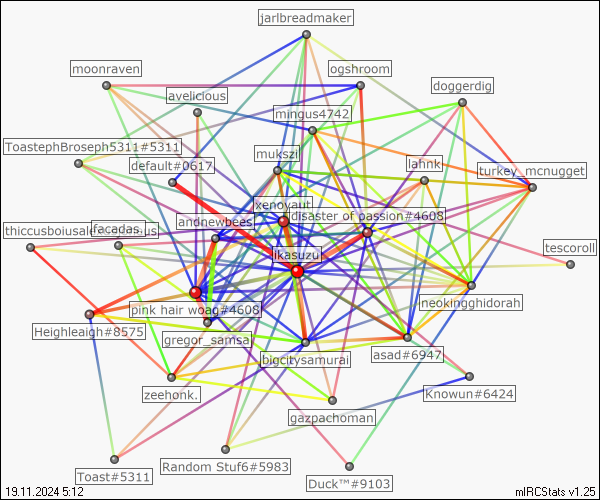 jarlbreadmaker
moonraven
ogshroom
doggerdig
avelicious
mingus4742
ToastephBroseph5311#5311
mukszi
default#0617
lahnk
turkey_mcnugget
xenoyaut
disaster of passion#4608
andnewbees
facadas
tescoroll
ikasuzu
neokingghidorah
pink hair woag#4608
Heighleagh#8575
gregor_samsa
bigcitysamurai
asad#6947
zeehonk.
Knowun#6424
gazpachoman
Random Stuf6#5983
Toast#5311
Duck™#9103
19.11.2024 5:12
mIRCStats v1.25